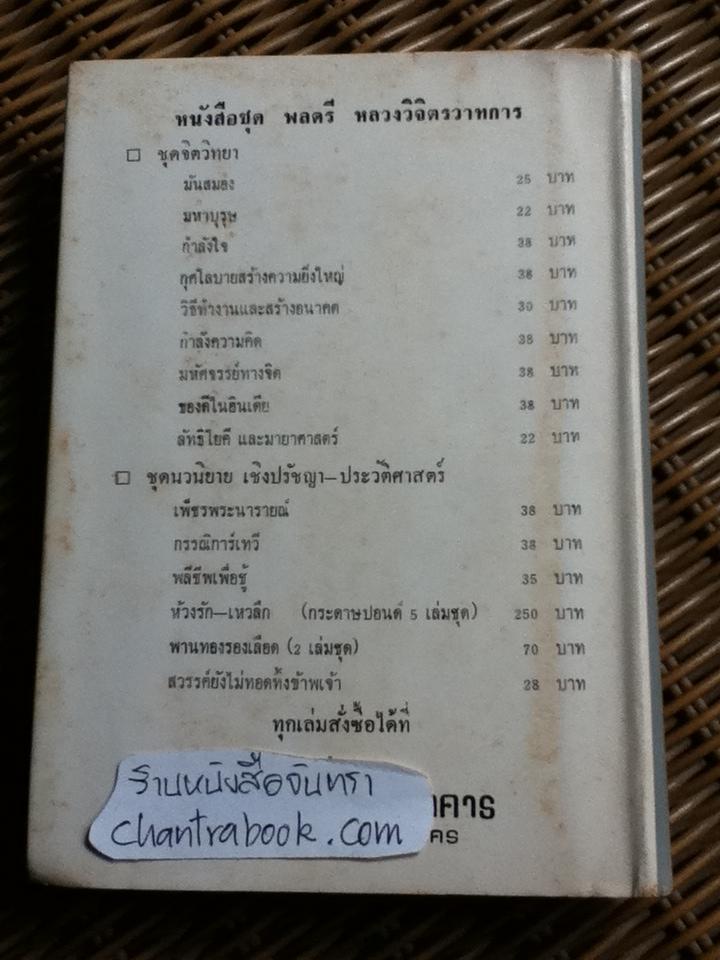 หนังสือชุด พลตรี หลวงวิจิตรวาทการ
ชุดจิตวิทยา
มันสมอง 25 บาท
มหาบุรุษ 22 บาท
กำลังใจ 38 บาท
กุศโลบายสร้างความยิ่งใหญ่ 38 บาท
วิธีทำงานและสร้างอนาคต 30 บาท
กำลังความคิด 38 บาท
มหัศจรรย์ทางจิต 38 บาท
ของดีในอินเดีย 38 บาท
ลัทธิโยคี และมายาศาสตร์ 22 บาท
ชุดนวนิยาย เชิงปรัชญา–ประวัติศาสตร์
เพ็ชรพระนารายณ์ 38 บาท
กรรณิการ์เทวี 38 บาท
พลีชีพเพื่อชู้ 35 บาท
ห้วงรัก–เหวลึก (กระดาษปอนด์ 5 เล่มชุด) 250 บาท
พานทองรองเลือด (2 เล่มชุด) 70 บาท
สวรรค์ยังไม่ทอดทิ้งข้าพเจ้า 28 บาท
ทุกเล่มสั่งซื้อได้ที่
ร้านหนังสือจันทรา
chantrabook.com
คาร
คร